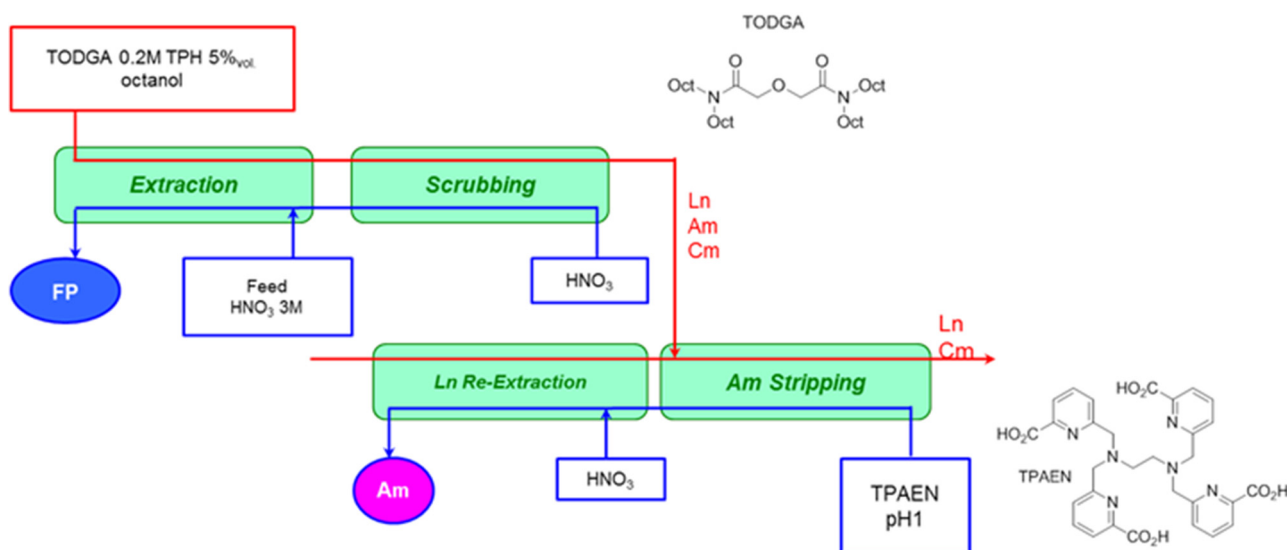 TODGA
TODGA 0.2M TPH 5%vol.
octanol
O
O
Oct
N
O
N
Oct
Oct
Oct
Extraction
Scrubbing
Ln
Am
Cm
FP
Feed
HNO3 3M
HNO3
Ln
Cm
Ln Re-Extraction
Am Stripping
Am
HNO3
TPAEN
pH1
HO2C
HO2C
N
N
N
N
TPAEN
N
N
CO2H
CO2H